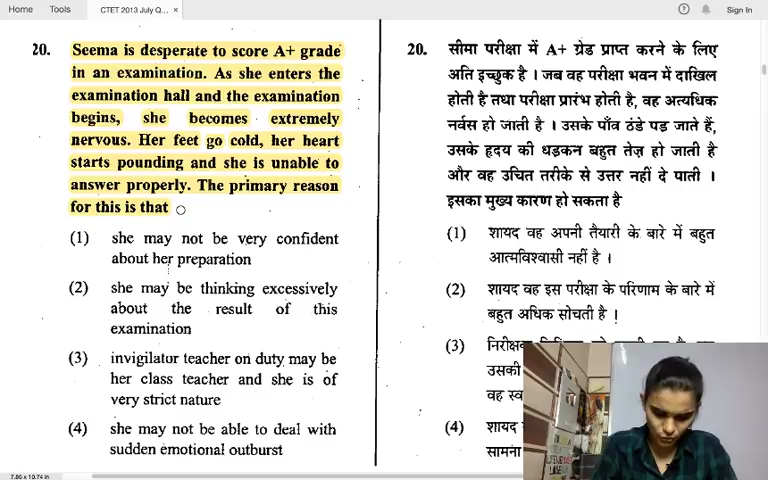 Home Tools CTET 2013 July Q... × Sign In
20. Seema is desperate to score A+ grade
in an examination. As she enters the
examination hall and the examination
begins, she becomes extremely
nervous. Her feet go cold, her heart
starts pounding and she is unable to
answer properly. The primary reason
for this is that
(1) she may not be very confident
about her preparation
(2) she may be thinking excessively
about the result of this
examination
(3) invigilator teacher on duty may be
her class teacher and she is of
very strict nature
(4) she may not be able to deal with
sudden emotional outburst
20. सीमा परीक्षा में A+ ग्रेड प्राप्त करने के लिए
अति इच्छुक है । जब वह परीक्षा भवन में दाखिल
होती है तथा परीक्षा प्रारंभ होती है, वह अत्यधिक
नर्वस हो जाती है । उसके पाँव ठंडे पड़ जाते हैं,
उसके हृदय की धड़कन बहुत तेज़ हो जाती है
और वह उचित तरीके से उत्तर नहीं दे पाती ।
इसका मुख्य कारण हो सकता है
(1) शायद वह अपनी तैयारी के बारे में बहुत
आत्मविश्वासी नहीं है ।
(2) शायद वह इस परीक्षा के परिणाम के बारे में
बहुत अधिक सोचती है !
(3)
उसकी
वह
(4) शायद
सामना
7.86 x 10.74 in